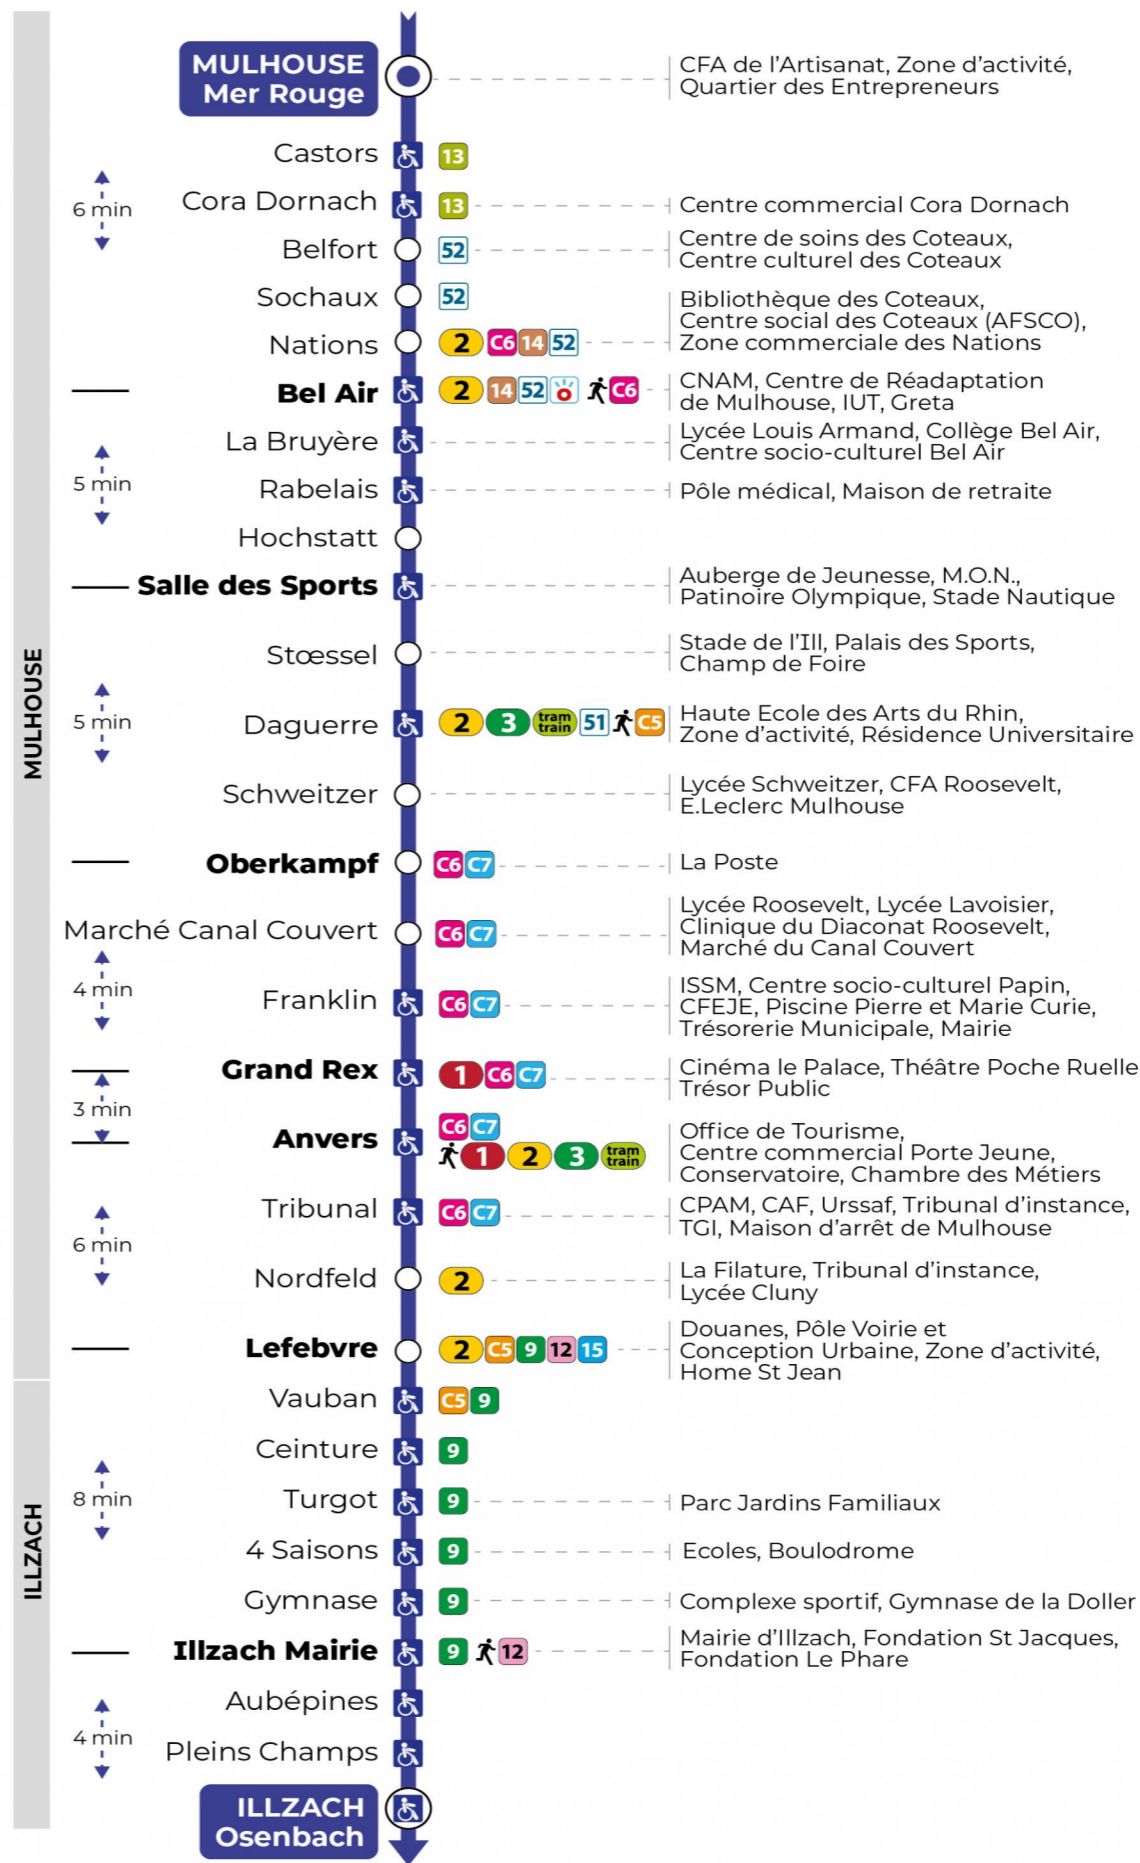 MULHOUSE
Mer Rouge
CFA de l'Artisanat, Zone d'activité,
Quartier des Entrepreneurs
Castors
13
6 min
Cora Dornach
13
Centre commercial Cora Dornach
Belfort
52
Centre de soins des Coteaux,
Centre culturel des Coteaux
Sochaux
52
Nations
2 C6 14 52
Bibliothèque des Coteaux,
Centre social des Coteaux (AFSCO),
Zone commerciale des Nations
Bel Air
2 14 52 C6
CNAM, Centre de Réadaptation
de Mulhouse, IUT, Greta
La Bruyère
Lycée Louis Armand, Collège Bel Air,
Centre socio-culturel Bel Air
5 min
Rabelais
Pôle médical, Maison de retraite
Hochstatt
Salle des Sports
Auberge de Jeunesse, M.O.N.,
Patinoire Olympique, Stade Nautique
MULHOUSE
Stœssel
Stade de l'Ill, Palais des Sports,
Champ de Foire
5 min
Daguerre
2 3 tram train 51 C5
Haute Ecole des Arts du Rhin,
Zone d'activité, Résidence Universitaire
Schweitzer
Lycée Schweitzer, CFA Roosevelt,
E.Leclerc Mulhouse
Oberkampf
C6 C7
La Poste
Marché Canal Couvert
C6 C7
Lycée Roosevelt, Lycée Lavoisier,
Clinique du Diaconat Roosevelt,
Marché du Canal Couvert
4 min
Franklin
C6 C7
ISSM, Centre socio-culturel Papin,
CFEJE, Piscine Pierre et Marie Curie,
Trésorerie Municipale, Mairie
Grand Rex
1 C6 C7
Cinéma le Palace, Théâtre Poche Ruelle
Trésor Public
3 min
Anvers
C6 C7
1 2 3 tram train
Office de Tourisme,
Centre commercial Porte Jeune,
Conservatoire, Chambre des Métiers
Tribunal
C6 C7
CPAM, CAF, Urssaf, Tribunal d'instance,
TGI, Maison d'arrêt de Mulhouse
6 min
Nordfeld
2
La Filature, Tribunal d'instance,
Lycée Cluny
Lefebvre
2 C5 9 12 15
Douanes, Pôle Voirie et
Conception Urbaine, Zone d'activité,
Home St Jean
Vauban
C5 9
Ceinture
9
ILLZACH
8 min
Turgot
9
Parc Jardins Familiaux
4 Saisons
9
Ecoles, Boulodrome
Gymnase
9
Complexe sportif, Gymnase de la Doller
Illzach Mairie
9 12
Mairie d'Illzach, Fondation St Jacques,
Fondation Le Phare
Aubépines
4 min
Pleins Champs
ILLZACH
Osenbach